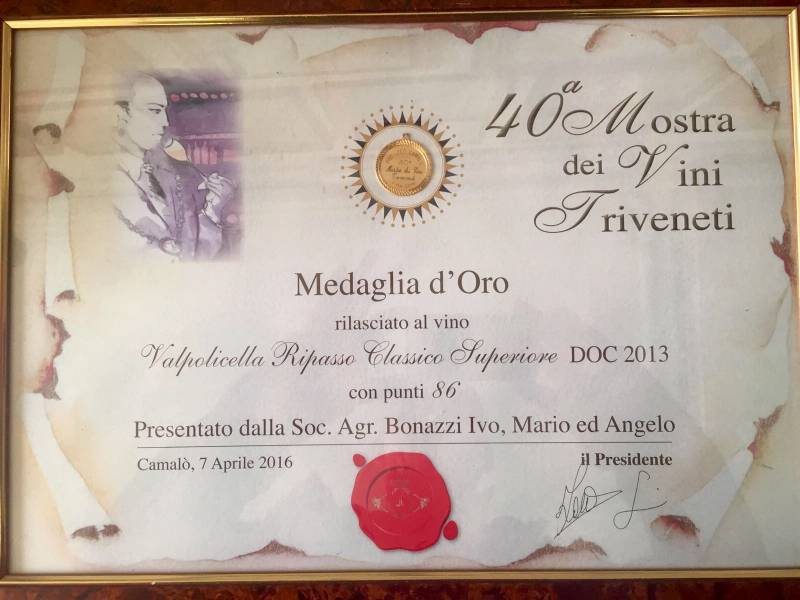 40ª Mostra
dei Vini
Triveneti
Medaglia d'Oro
rilasciato al vino
Valpolicella Ripasso Classico Superiore DOC 2013
con punti 86
Presentato dalla Soc. Agr. Bonazzi Ivo, Mario ed Angelo
Camalò, 7 Aprile 2016
il Presidente